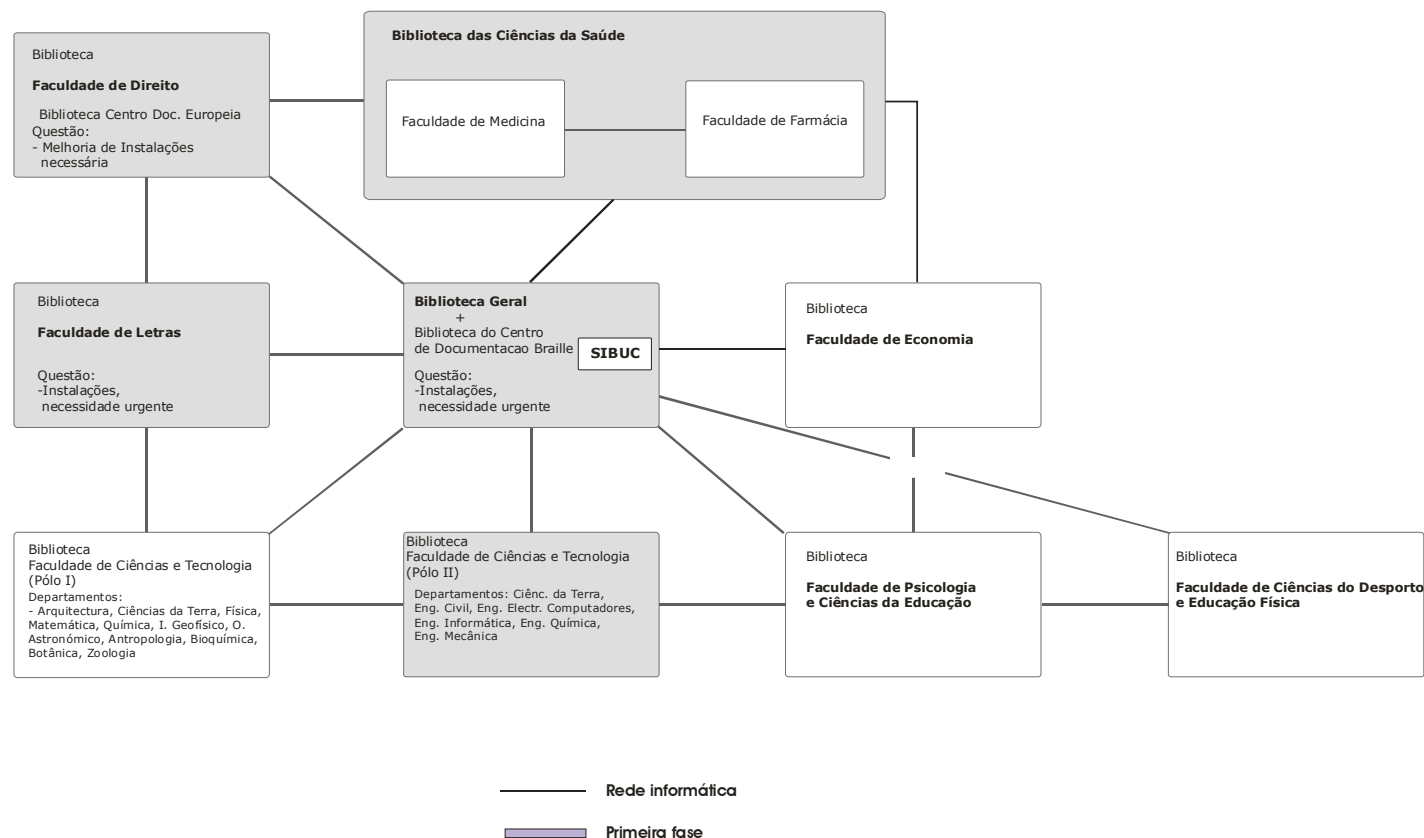 Biblioteca
Faculdade de Direito
Biblioteca Centro Doc. Europeia
Questão:
- Melhoria de Instalações
necessária
Biblioteca das Ciências da Saúde
Faculdade de Medicina
Faculdade de Farmácia
Biblioteca
Faculdade de Letras
Questão:
-Instalações,
necessidade urgente
Biblioteca Geral
+
Biblioteca do Centro
de Documentacao Braille
SIBUC
Questão:
-Instalações,
necessidade urgente
Biblioteca
Faculdade de Economia
Biblioteca
Faculdade de Ciências e Tecnologia
(Pólo I)
Departamentos:
- Arquitectura, Ciências da Terra, Física,
Matemática, Química, I. Geofísico, O.
Astronómico, Antropologia, Bioquímica,
Botânica, Zoologia
Biblioteca
Faculdade de Ciências e Tecnologia
(Pólo II)
Departamentos: Ciênc. da Terra,
Eng. Civil, Eng. Electr. Computadores,
Eng. Informática, Eng. Química,
Eng. Mecânica
Biblioteca
Faculdade de Psicologia
e Ciências da Educação
Biblioteca
Faculdade de Ciências do Desporto
e Educação Física
Rede informática
Primeira fase